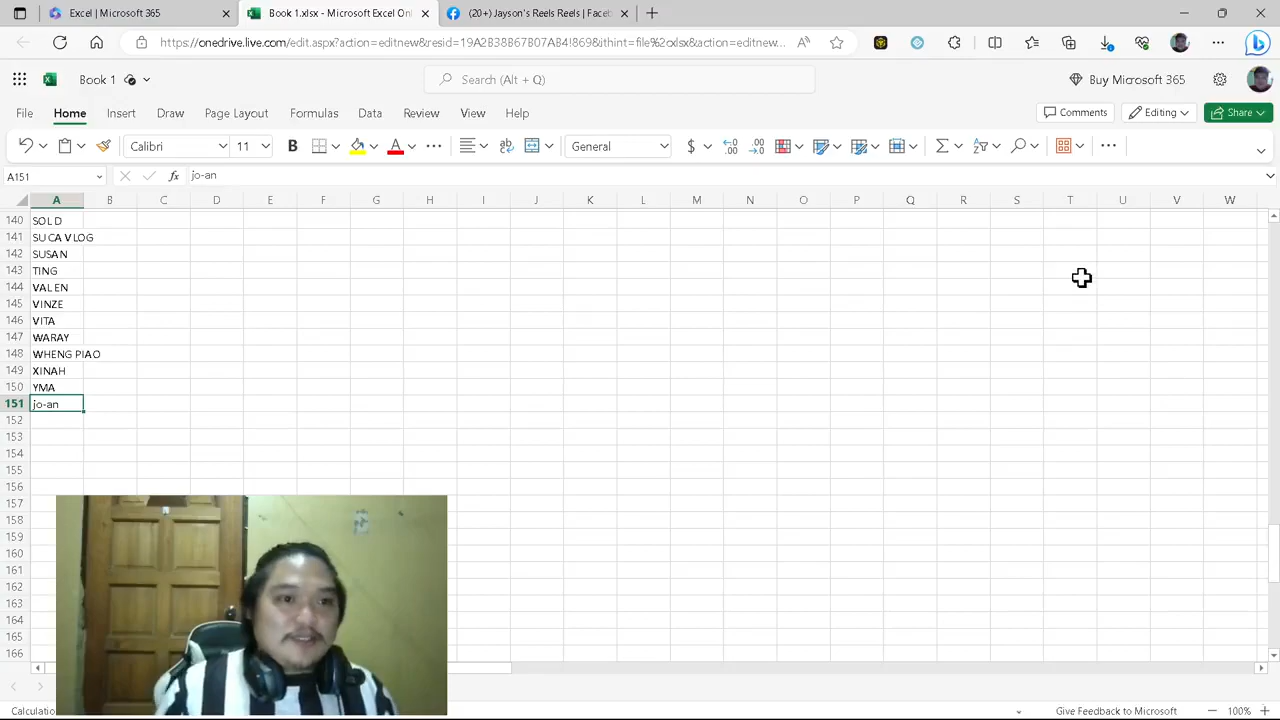 Excel | Microsoft 365
Book 1.xlsx - Microsoft Excel Onl
(20+) Jayson's Reels Reels | Faceb
https://onedrive.live.com/edit.aspx?action=editnew&resid=19A2B38B67B07AB4!869&ithint=file%2cxlsx&action=editnew...
Book 1
Search (Alt + Q)
Buy Microsoft 365
File Home Insert Draw Page Layout Formulas Data Review View Help
Comments
Editing
Share
Calibri 11 B General $
A151 fx jo-an
A B C D E F G H I J K L M N O P Q R S T U V W
140 SOLD
141 SUCA VLOG
142 SUSAN
143 TING
144 VALEN
145 VINZE
146 VITA
147 WARAY
148 WHENG PIAO
149 XINAH
150 YMA
151 jo-an
152
153
154
155
156
157
158
159
160
161
162
163
164
165
166
Calculation
Give Feedback to Microsoft
100%